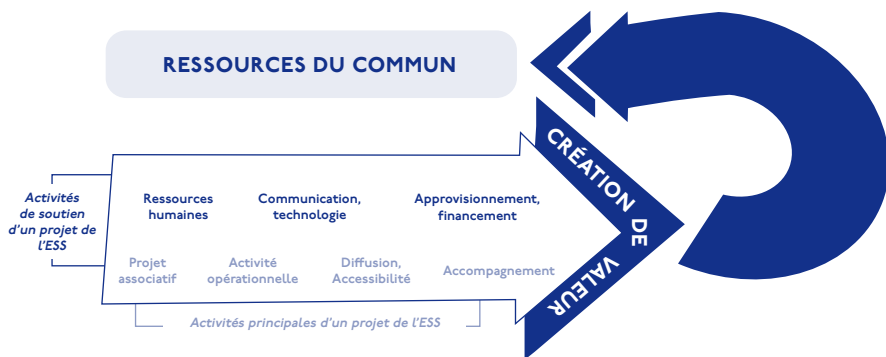 RESSOURCES DU COMMUN
Activités
de soutien
d'un projet de
l'ESS
Ressources
humaines
Communication,
technologie
Approvisionnement,
financement
Projet
associatif
Activité
opérationnelle
Diffusion,
Accessibilité
Accompagnement
Activités principales d'un projet de l'ESS
CRÉATION DE
VALEUR